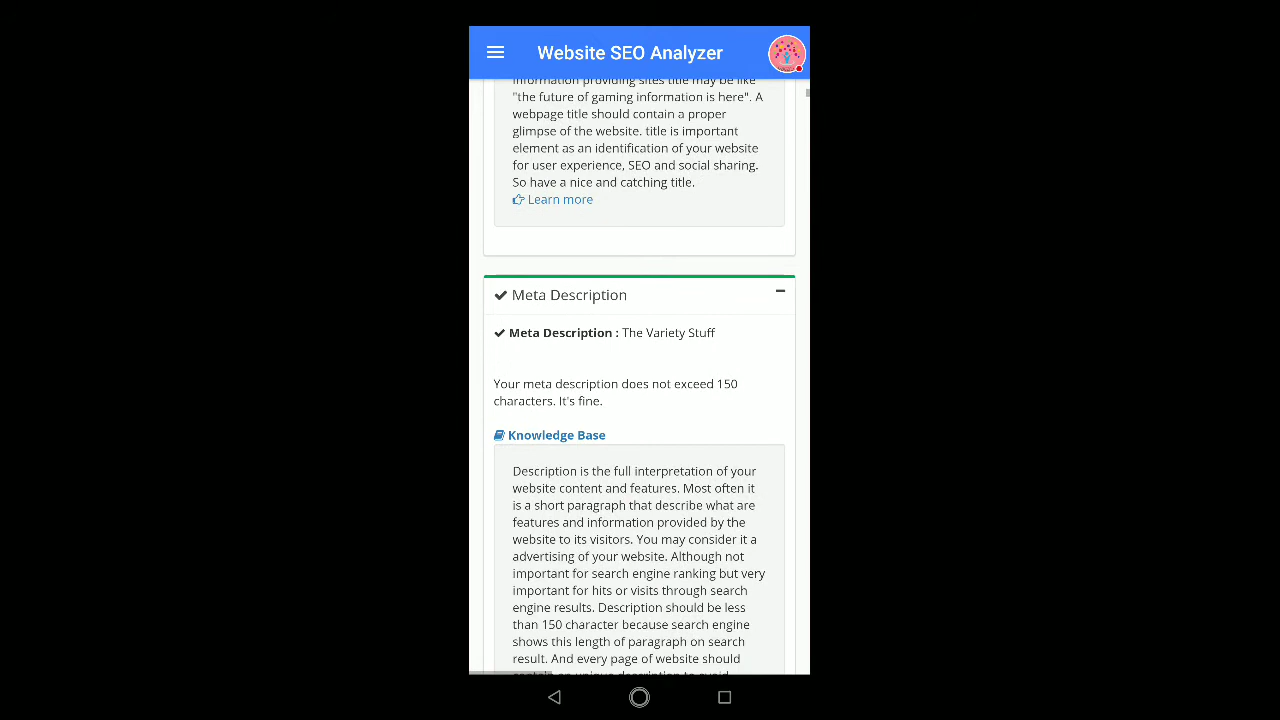 Website SEO Analyzer
information providing sites title may be like
"the future of gaming information is here". A
webpage title should contain a proper
glimpse of the website. title is important
element as an identification of your website
for user experience, SEO and social sharing.
So have a nice and catching title.
Learn more
Meta Description
Meta Description : The Variety Stuff
Your meta description does not exceed 150
characters. It's fine.
Knowledge Base
Description is the full interpretation of your
website content and features. Most often it
is a short paragraph that describe what are
features and information provided by the
website to its visitors. You may consider it a
advertising of your website. Although not
important for search engine ranking but very
important for hits or visits through search
engine results. Description should be less
than 150 character because search engine
shows this length of paragraph on search
result. And every page of website should